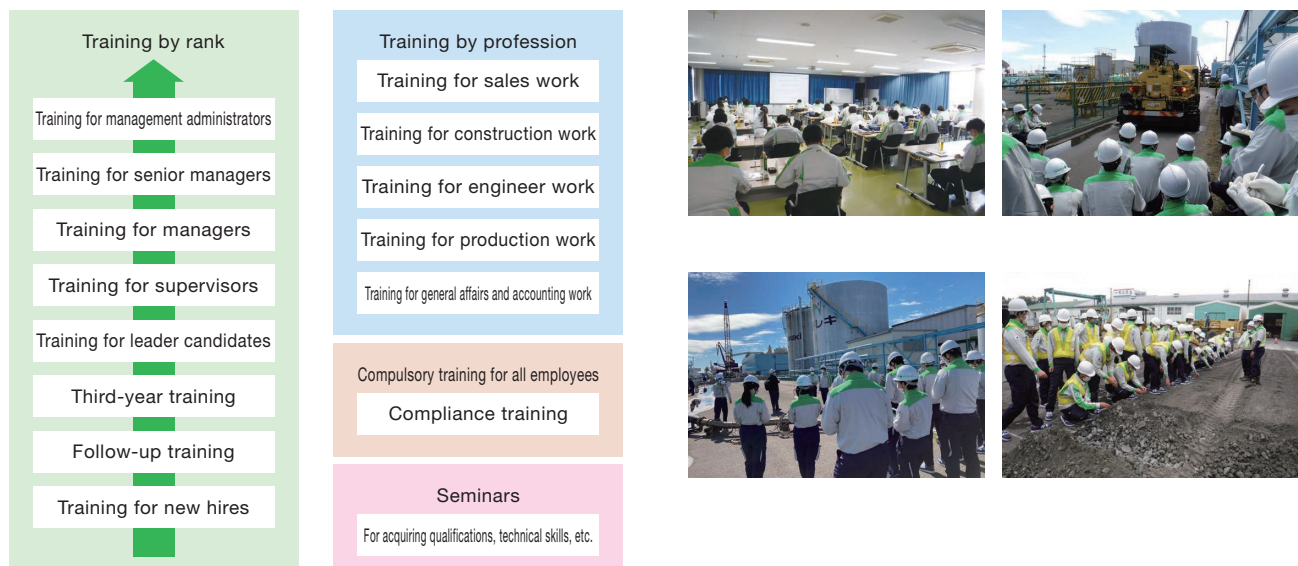 Training by rank
Training for management administrators
Training for senior managers
Training for managers
Training for supervisors
Training for leader candidates
Third-year training
Follow-up training
Training for new hires
Training by profession
Training for sales work
Training for construction work
Training for engineer work
Training for production work
Training for general affairs and accounting work
Compulsory training for all employees
Compliance training
Seminars
For acquiring qualifications, technical skills, etc.
レキ